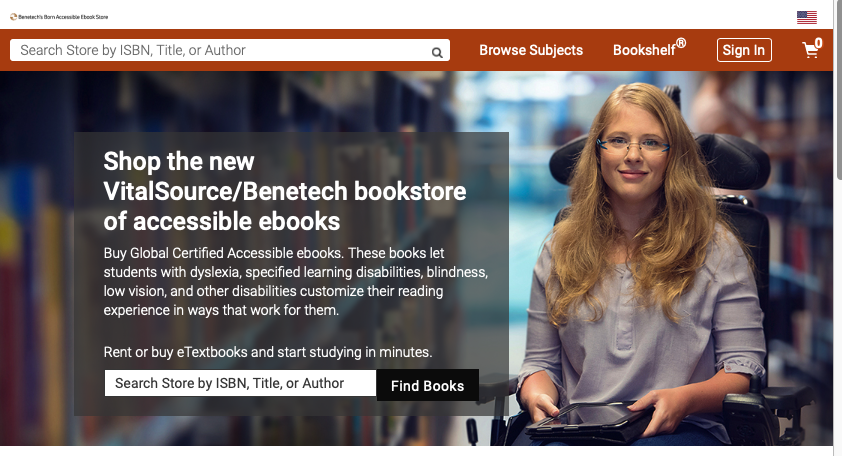 Benetech's Born Accessible Ebook Store
Search Store by ISBN, Title, or Author
Browse Subjects
Bookshelf®
Sign In
0
Shop the new
VitalSource/Benetech bookstore
of accessible ebooks
Buy Global Certified Accessible ebooks. These books let
students with dyslexia, specified learning disabilities, blindness,
low vision, and other disabilities customize their reading
experience in ways that work for them.
Rent or buy eTextbooks and start studying in minutes.
Search Store by ISBN, Title, or Author
Find Books